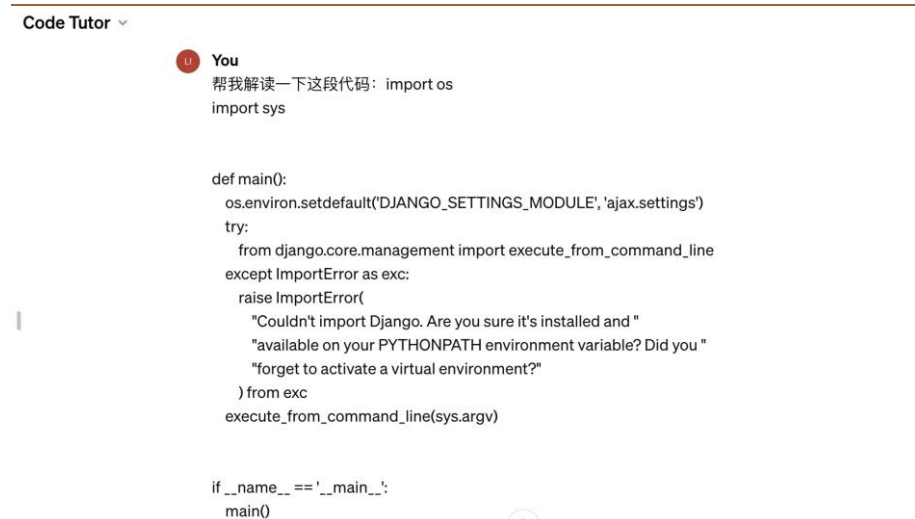 Code Tutor
U
You
帮我解读一下这段代码：import os
import sys
def main():
os.environ.setdefault('DJANGO_SETTINGS_MODULE', 'ajax.settings')
try:
from django.core.management import execute_from_command_line
except ImportError as exc:
raise ImportError(
"Couldn't import Django. Are you sure it's installed and "
"available on your PYTHONPATH environment variable? Did you "
"forget to activate a virtual environment?"
) from exc
execute_from_command_line(sys.argv)
if __name__ == '__main__':
main()